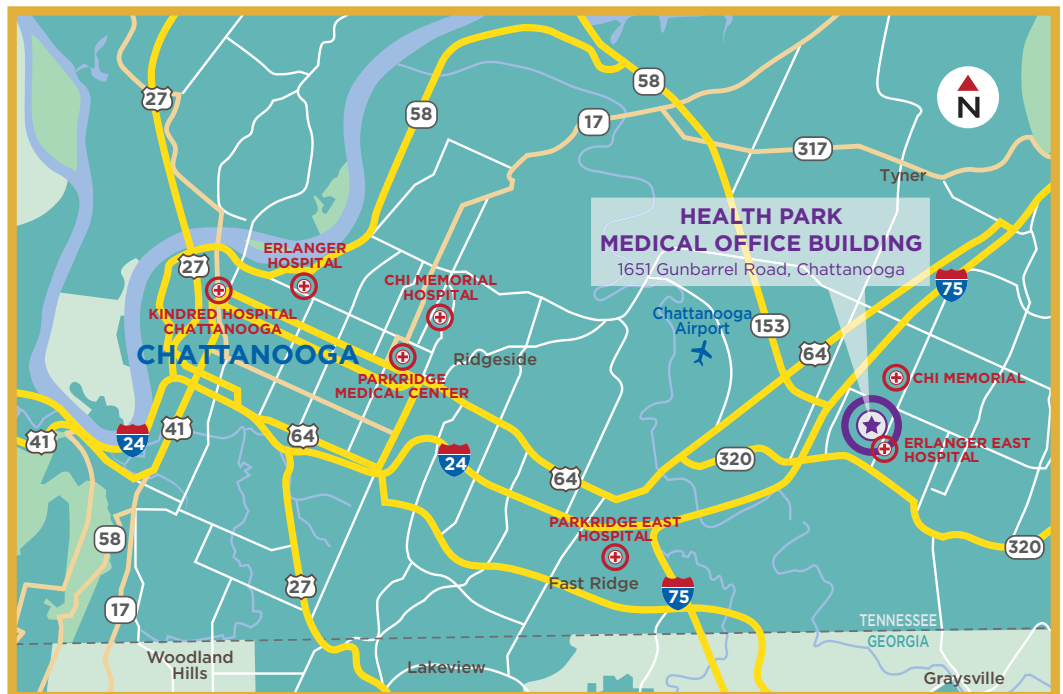 58
27
17
58
N
317
Tyner
HEALTH PARK
MEDICAL OFFICE BUILDING
1651 Gunbarrel Road, Chattanooga
ERLANGER
HOSPITAL
27
CHI MEMORIAL
HOSPITAL
75
KINDRED HOSPITAL
CHATTANOOGA
Chattanooga
Airport
153
CHATTANOOGA
Ridgeside
64
PARKRIDGE
MEDICAL CENTER
CHI MEMORIAL
41
24
41
64
24
320
ERLANGER EAST
HOSPITAL
64
PARKRIDGE EAST
HOSPITAL
58
320
Fast Ridge
27
75
17
TENNESSEE
GEORGIA
Woodland
Hills
Lakeview
Graysville